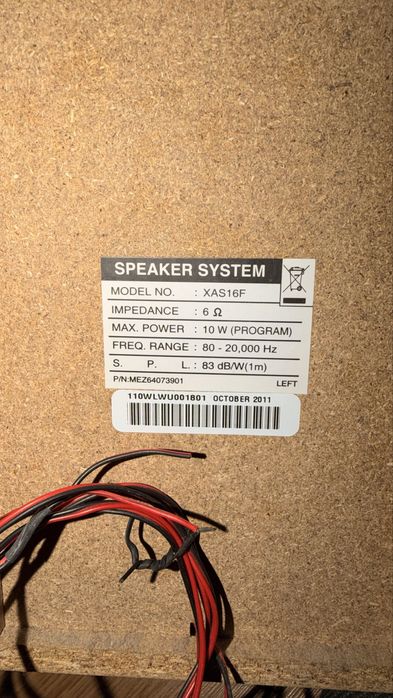 SPEAKER SYSTEM
MODEL NO. : XAS16F
IMPEDANCE : 6 Ω
MAX. POWER : 10 W (PROGRAM)
FREQ. RANGE : 80 - 20,000 Hz
S. P. L. : 83 dB/W(1m)
P/N:MEZ64073901 LEFT
110WLWU001801 OCTOBER 2011